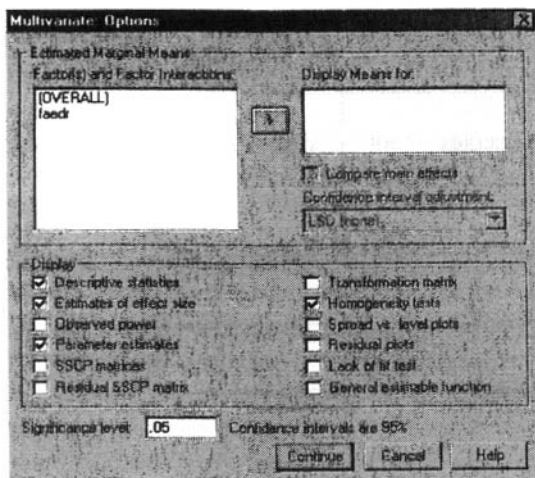 Multivariate: Options
Estimated Marginal Means
Factor(s) and Factor Interactions:
(OVERALL)
faedr
Display Means for:
Compare main effects
Confidence interval adjustment:
LSD (none)
Display
Descriptive statistics
Estimates of effect size
Observed power
Parameter estimates
SSCP matrices
Residual SSCP matrix
Transformation matrix
Homogeneity tests
Spread vs. level plots
Residual plots
Lack of fit test
General estimable function
Significance level: .05 Confidence intervals are 95%
Continue Cancel Help